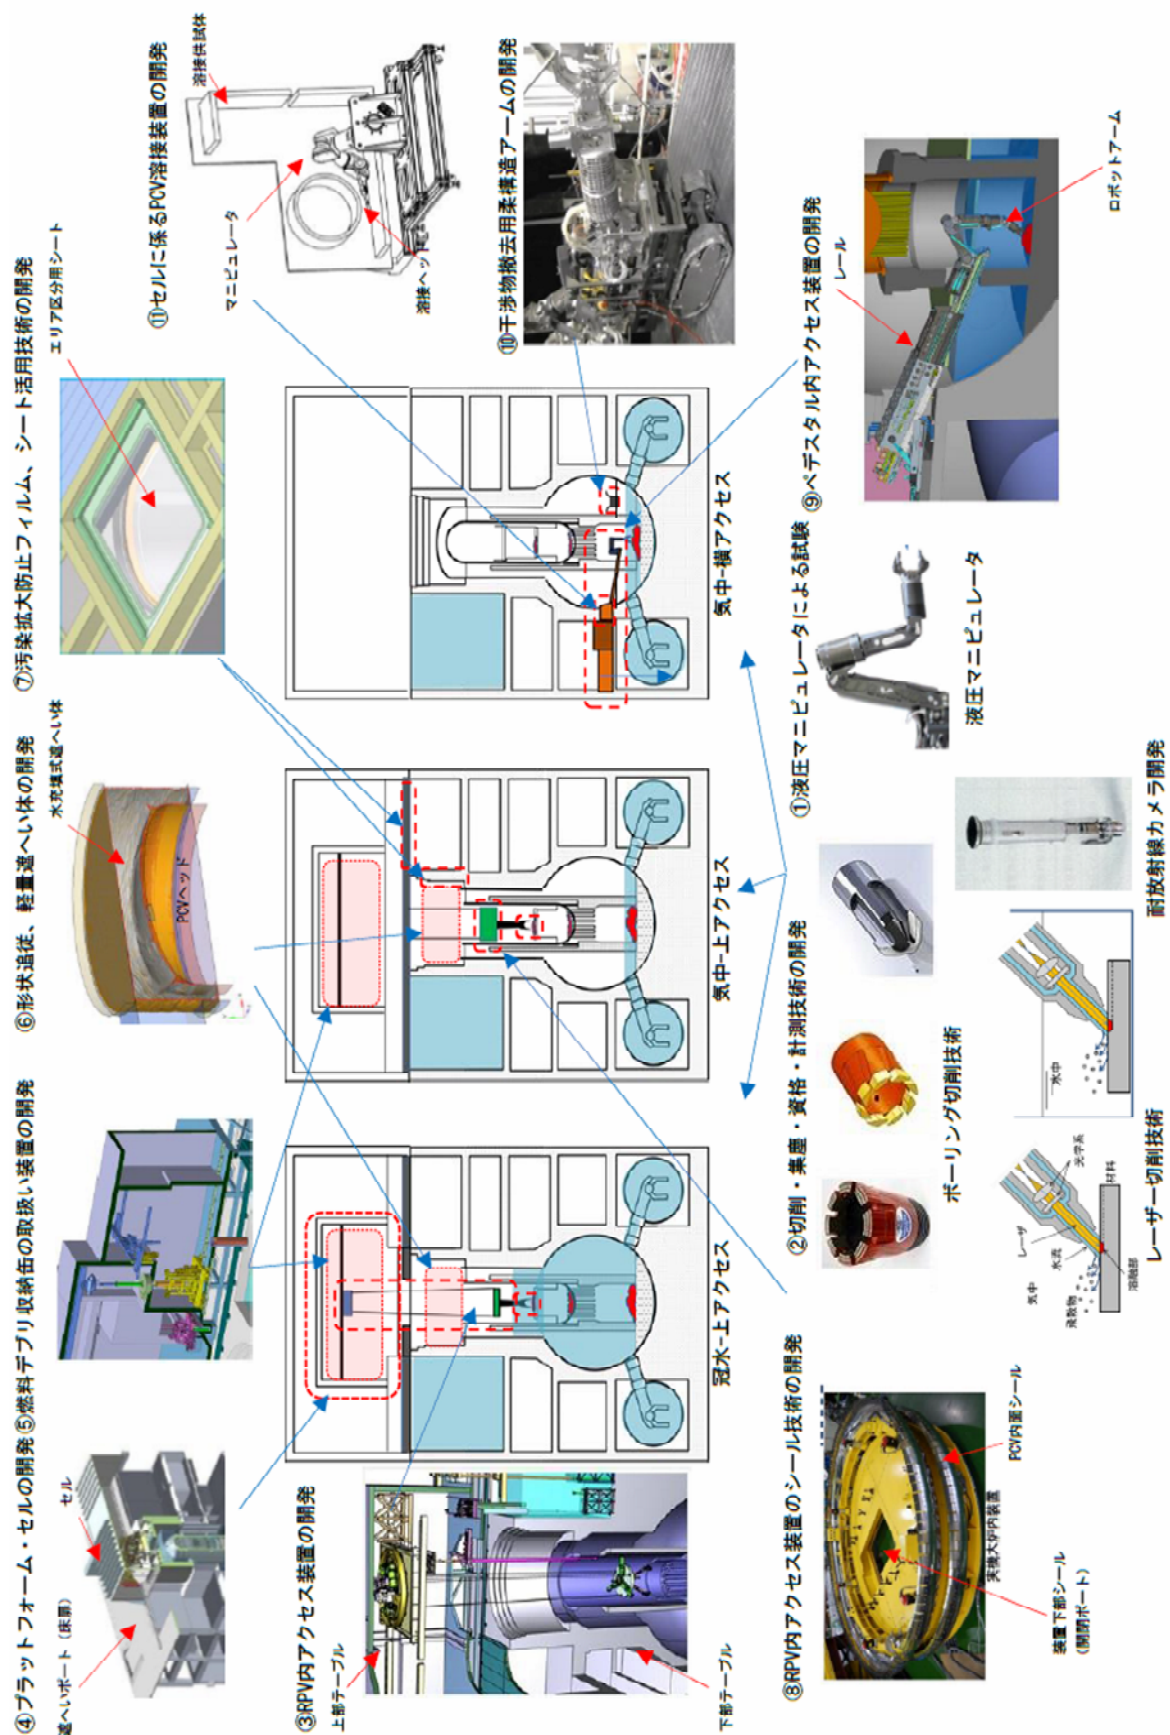 ④プラットフォーム・セルの開発
遮へいポート（床扉）
セル
⑤燃料デブリ収納缶の取扱い装置の開発
⑥形状追従、軽量遮へい体の開発
水充填式遮へい体
PCVヘッド
⑦汚染拡大防止フィルム、シート活用技術の開発
エリア区分用シート
⑪セルに係るPCV溶接装置の開発
溶接供試体
マニピュレータ
溶接ヘッド
③RPV内アクセス装置の開発
上部テーブル
下部テーブル
冠水-上アクセス
気中-上アクセス
気中-横アクセス
⑩干渉物撤去用柔構造アームの開発
⑧RPV内アクセス装置のシール技術の開発
PCV内面シール
実機大炉内装置
装置下部シール
（開閉ポート）
②切削・集塵・資格・計測技術の開発
ボーリング切削技術
気中
レーザ
水流
飛散物
光学系
材料
溶融部
水中
レーザー切削技術
耐放射線カメラ開発
①液圧マニピュレータによる試験
液圧マニピュレータ
⑨ペデスタル内アクセス装置の開発
レール
ロボットアーム